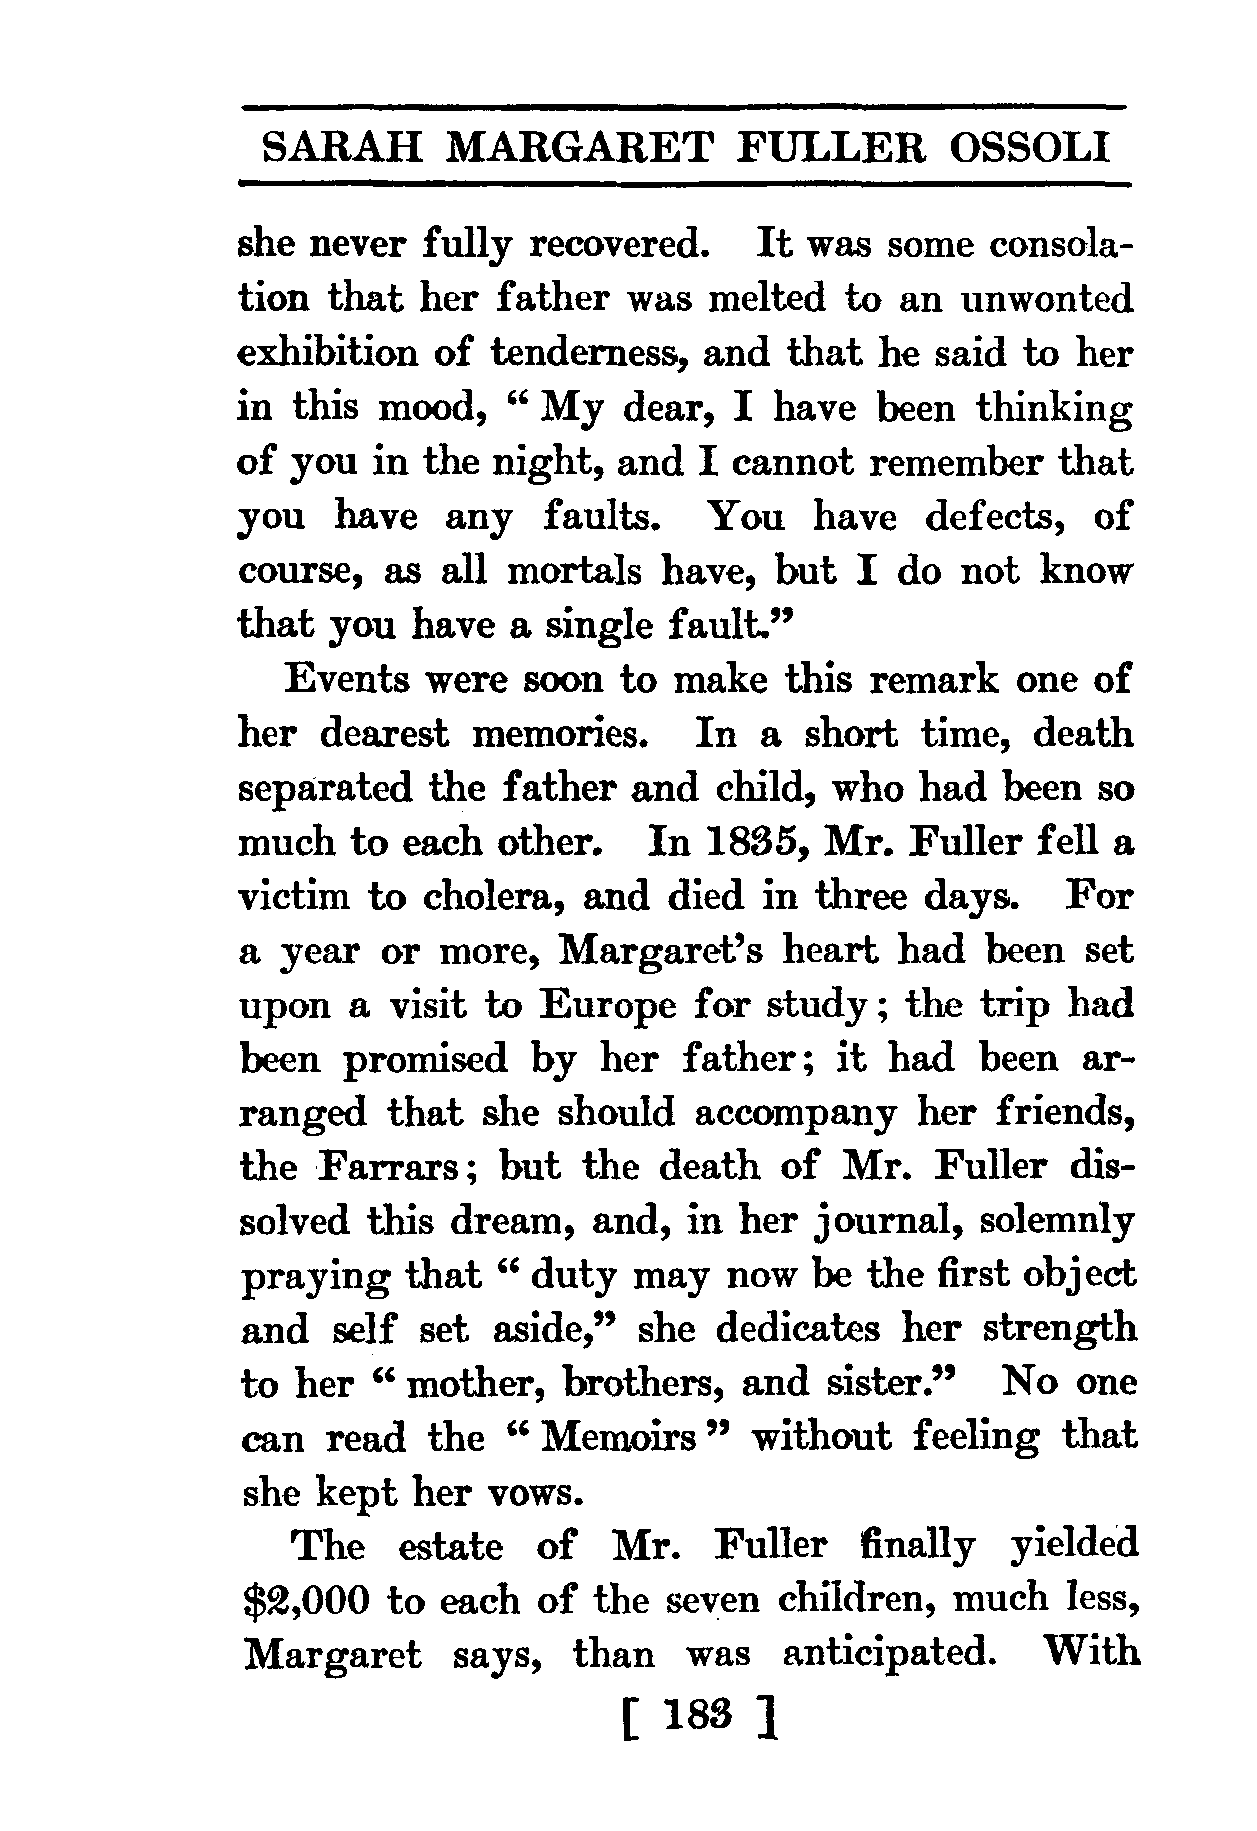 SARAH MARGARET FULLER OSSOLI
she never fully recovered. It was some consola-
tion that her father was melted to an unwonted
exhibition of tenderness, and that he said to her
in this mood, “ My dear, I have been thinking
of you in the night, and I cannot remember that
you have any faults. You have defects, of
course, as all mortals have, but I do not know
that you have a single fault.”
Events were soon to make this remark one of
her dearest memories. In a short time, death
separated the father and child, who had been so
much to each other. In 1835, Mr. Fuller fell a
victim to cholera, and died in three days. For
a year or more, Margaret’s heart had been set
upon a visit to Europe for study ; the trip had
been promised by her father ; it had been ar-
ranged that she should accompany her friends,
the Farrars ; but the death of Mr. Fuller dis-
solved this dream, and, in her journal, solemnly
praying that “ duty may now be the first object
and self set aside,” she dedicates her strength
to her “ mother, brothers, and sister.” No one
can read the “ Memoirs ” without feeling that
she kept her vows.
The estate of Mr. Fuller finally yielded
$2,000 to each of the seven children, much less,
Margaret says, than was anticipated. With
[ 183 ]